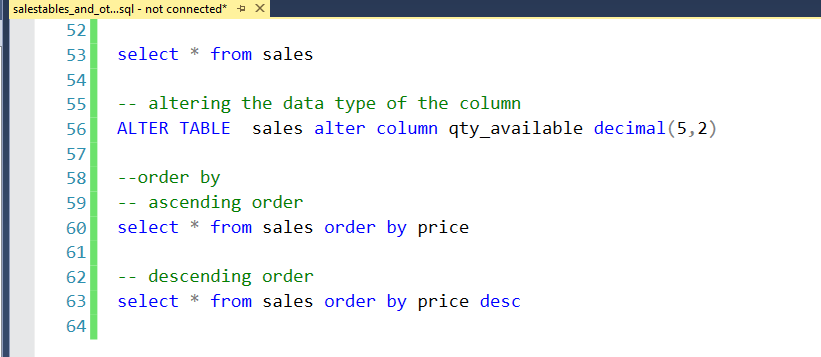 salestables_and_ot...sql - not connected*
52
53 select * from sales
54
55 -- altering the data type of the column
56 ALTER TABLE  sales alter column qty_available decimal(5,2)
57
58 --order by
59 -- ascending order
60 select * from sales order by price
61
62 -- descending order
63 select * from sales order by price desc
64